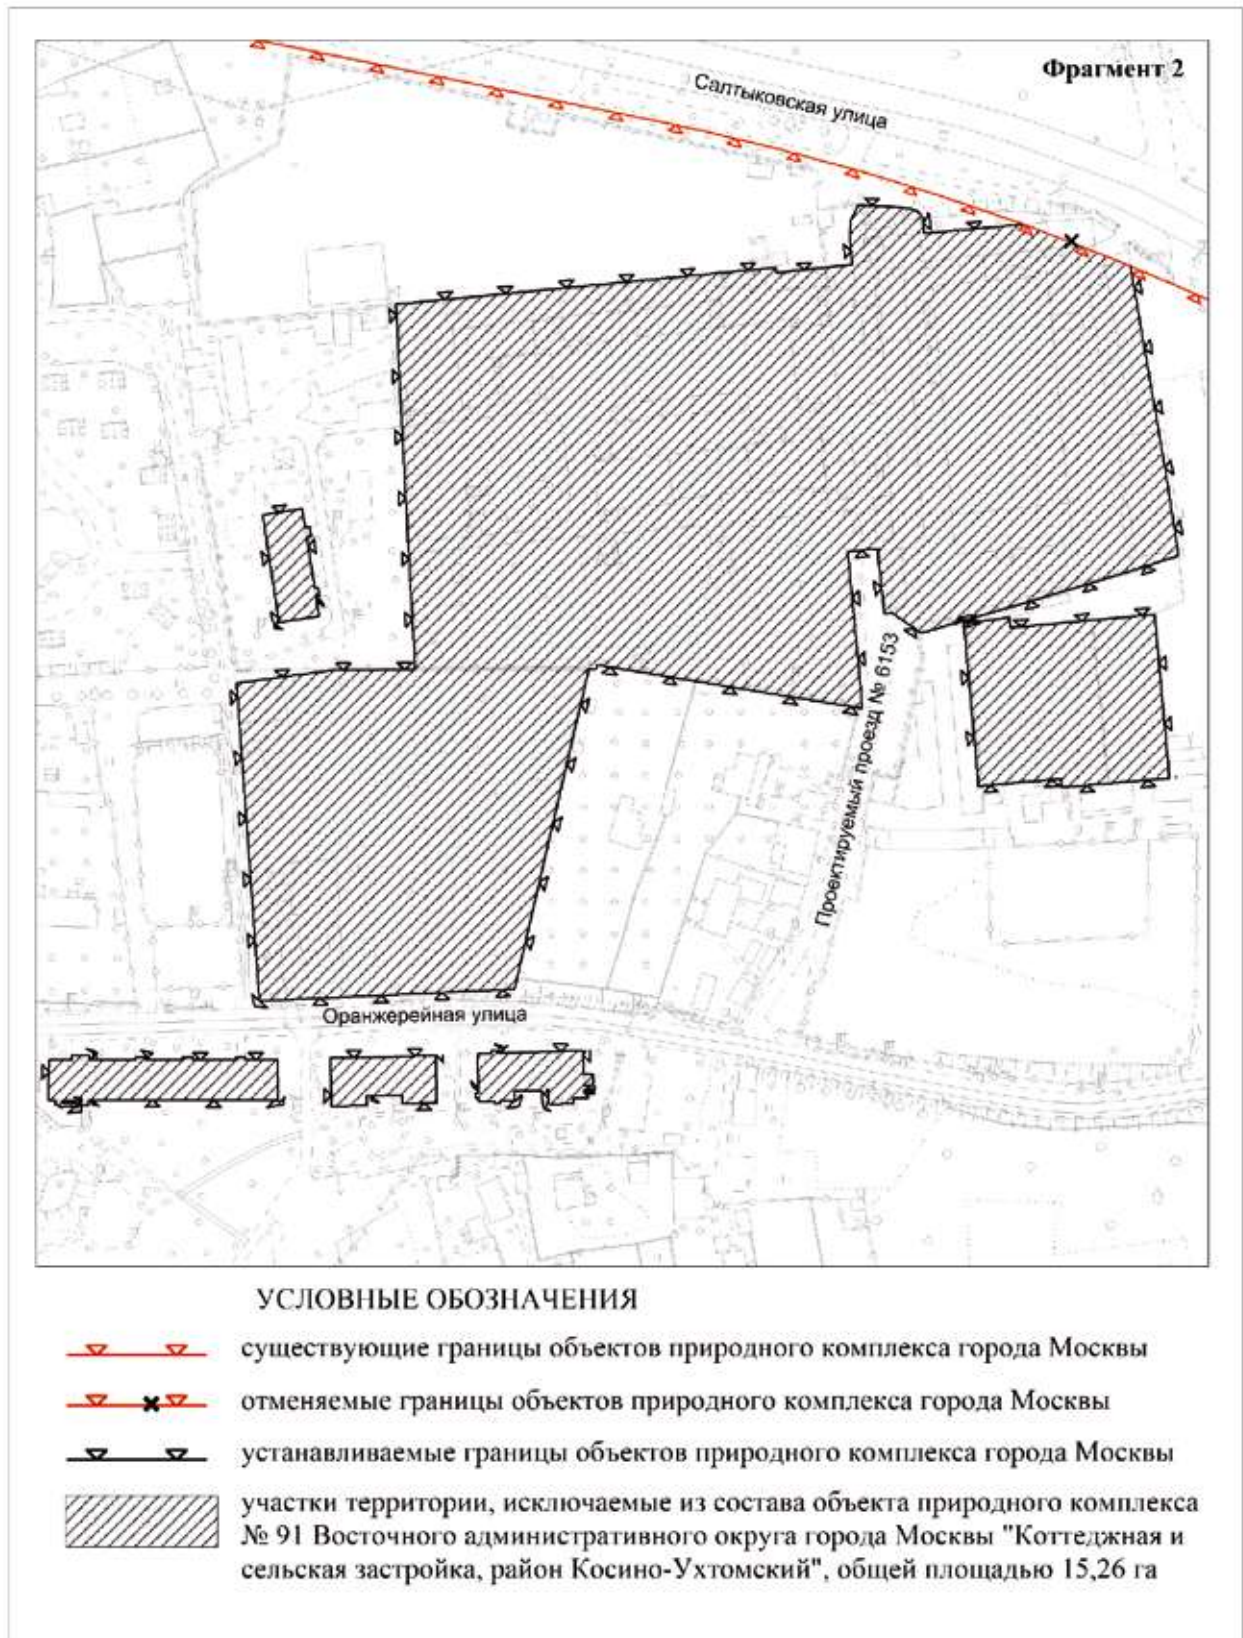 Фрагмент 2
Салтыковская улица
Проектируемый проезд № 6153
Оранжерейная улица
УСЛОВНЫЕ ОБОЗНАЧЕНИЯ
существующие границы объектов природного комплекса города Москвы
отменяемые границы объектов природного комплекса города Москвы
устанавливаемые границы объектов природного комплекса города Москвы
участки территории, исключаемые из состава объекта природного комплекса
№ 91 Восточного административного округа города Москвы "Коттеджная и
сельская застройка, район Косино-Ухтомский", общей площадью 15,26 га